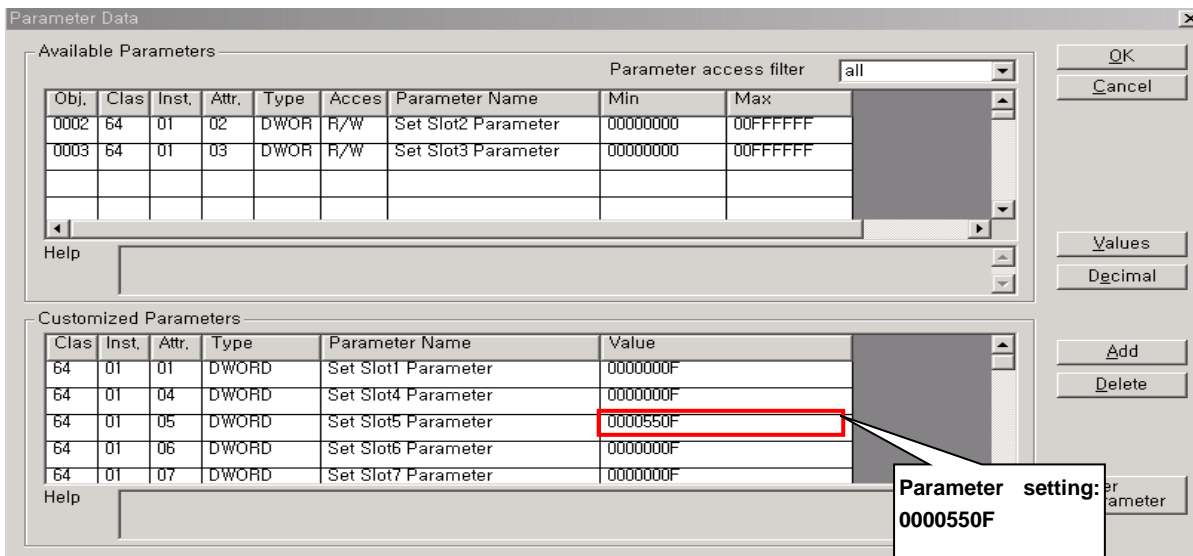 Parameter Data
Available Parameters
Parameter access filter all
OK
Cancel
Obj. Clas Inst. Attr. Type Acces Parameter Name Min Max
0002 64 01 02 DWOR R/W Set Slot2 Parameter 00000000 00FFFFFF
0003 64 01 03 DWOR R/W Set Slot3 Parameter 00000000 00FFFFFF
Help
Values
Decimal
Customized Parameters
Clas Inst. Attr. Type Parameter Name Value
64 01 01 DWORD Set Slot1 Parameter 0000000F
64 01 04 DWORD Set Slot4 Parameter 0000000F
64 01 05 DWORD Set Slot5 Parameter 0000550F
64 01 06 DWORD Set Slot6 Parameter 0000000F
64 01 07 DWORD Set Slot7 Parameter 0000000F
Add
Delete
Help
Parameter setting:
0000550F
er
rameter